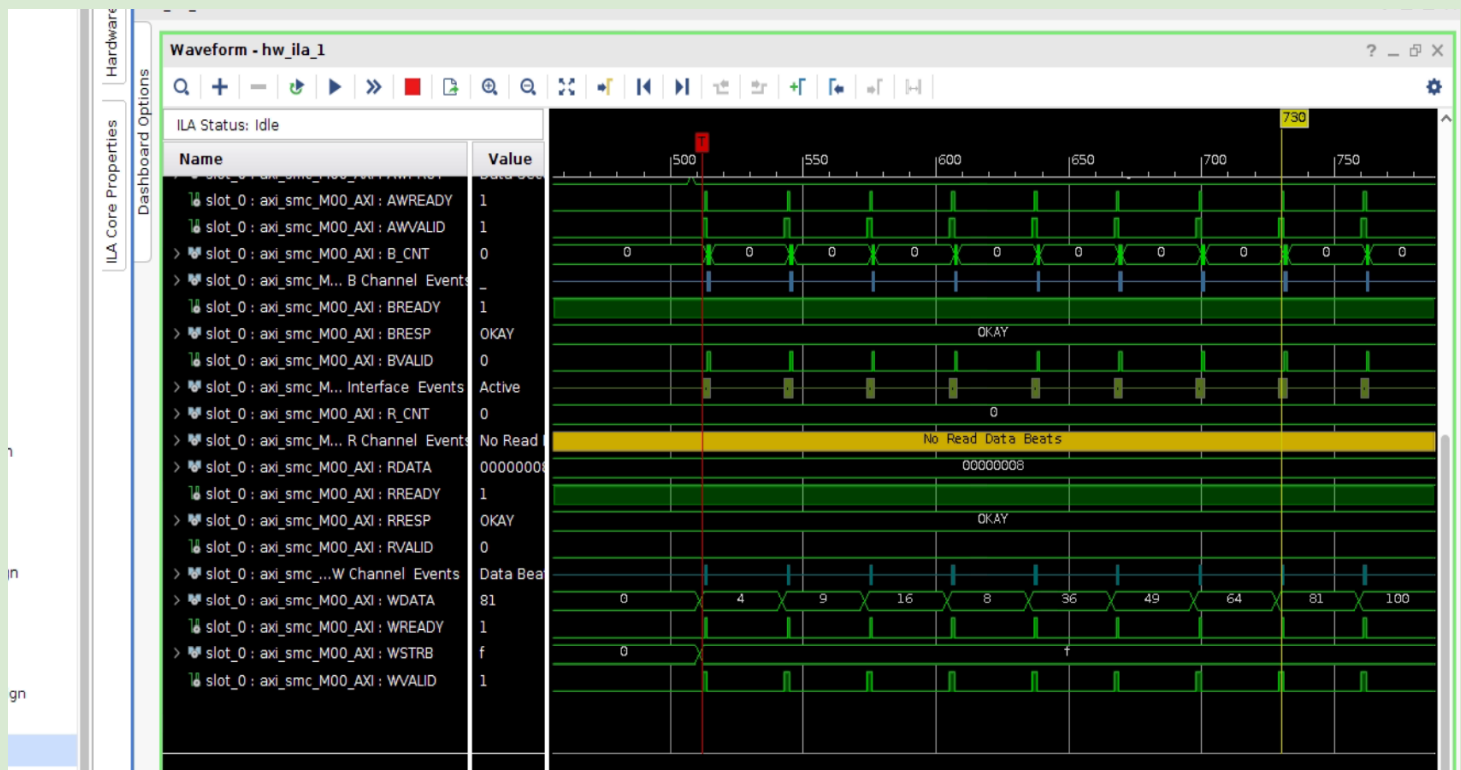 Hardware
ILA Core Properties
Dashboard Options
Waveform - hw_ila_1
ILA Status: Idle
730
T
Name Value
500 550 600 650 700 750
slot_0 : axi_smc_M00_AXI : AWREADY 1
slot_0 : axi_smc_M00_AXI : AWVALID 1
slot_0 : axi_smc_M00_AXI : B_CNT 0 0 0 0 0 0 0 0 0 0 0
slot_0 : axi_smc_M... B Channel Events _
slot_0 : axi_smc_M00_AXI : BREADY 1
slot_0 : axi_smc_M00_AXI : BRESP OKAY OKAY
slot_0 : axi_smc_M00_AXI : BVALID 0
slot_0 : axi_smc_M... Interface Events Active
slot_0 : axi_smc_M00_AXI : R_CNT 0 0
slot_0 : axi_smc_M... R Channel Events No Read No Read Data Beats
slot_0 : axi_smc_M00_AXI : RDATA 00000008 00000008
slot_0 : axi_smc_M00_AXI : RREADY 1
slot_0 : axi_smc_M00_AXI : RRESP OKAY OKAY
slot_0 : axi_smc_M00_AXI : RVALID 0
slot_0 : axi_smc_...W Channel Events Data Bea
slot_0 : axi_smc_M00_AXI : WDATA 81 0 4 9 16 8 36 49 64 81 100
slot_0 : axi_smc_M00_AXI : WREADY 1
slot_0 : axi_smc_M00_AXI : WSTRB f 0 f
slot_0 : axi_smc_M00_AXI : WVALID 1
gn